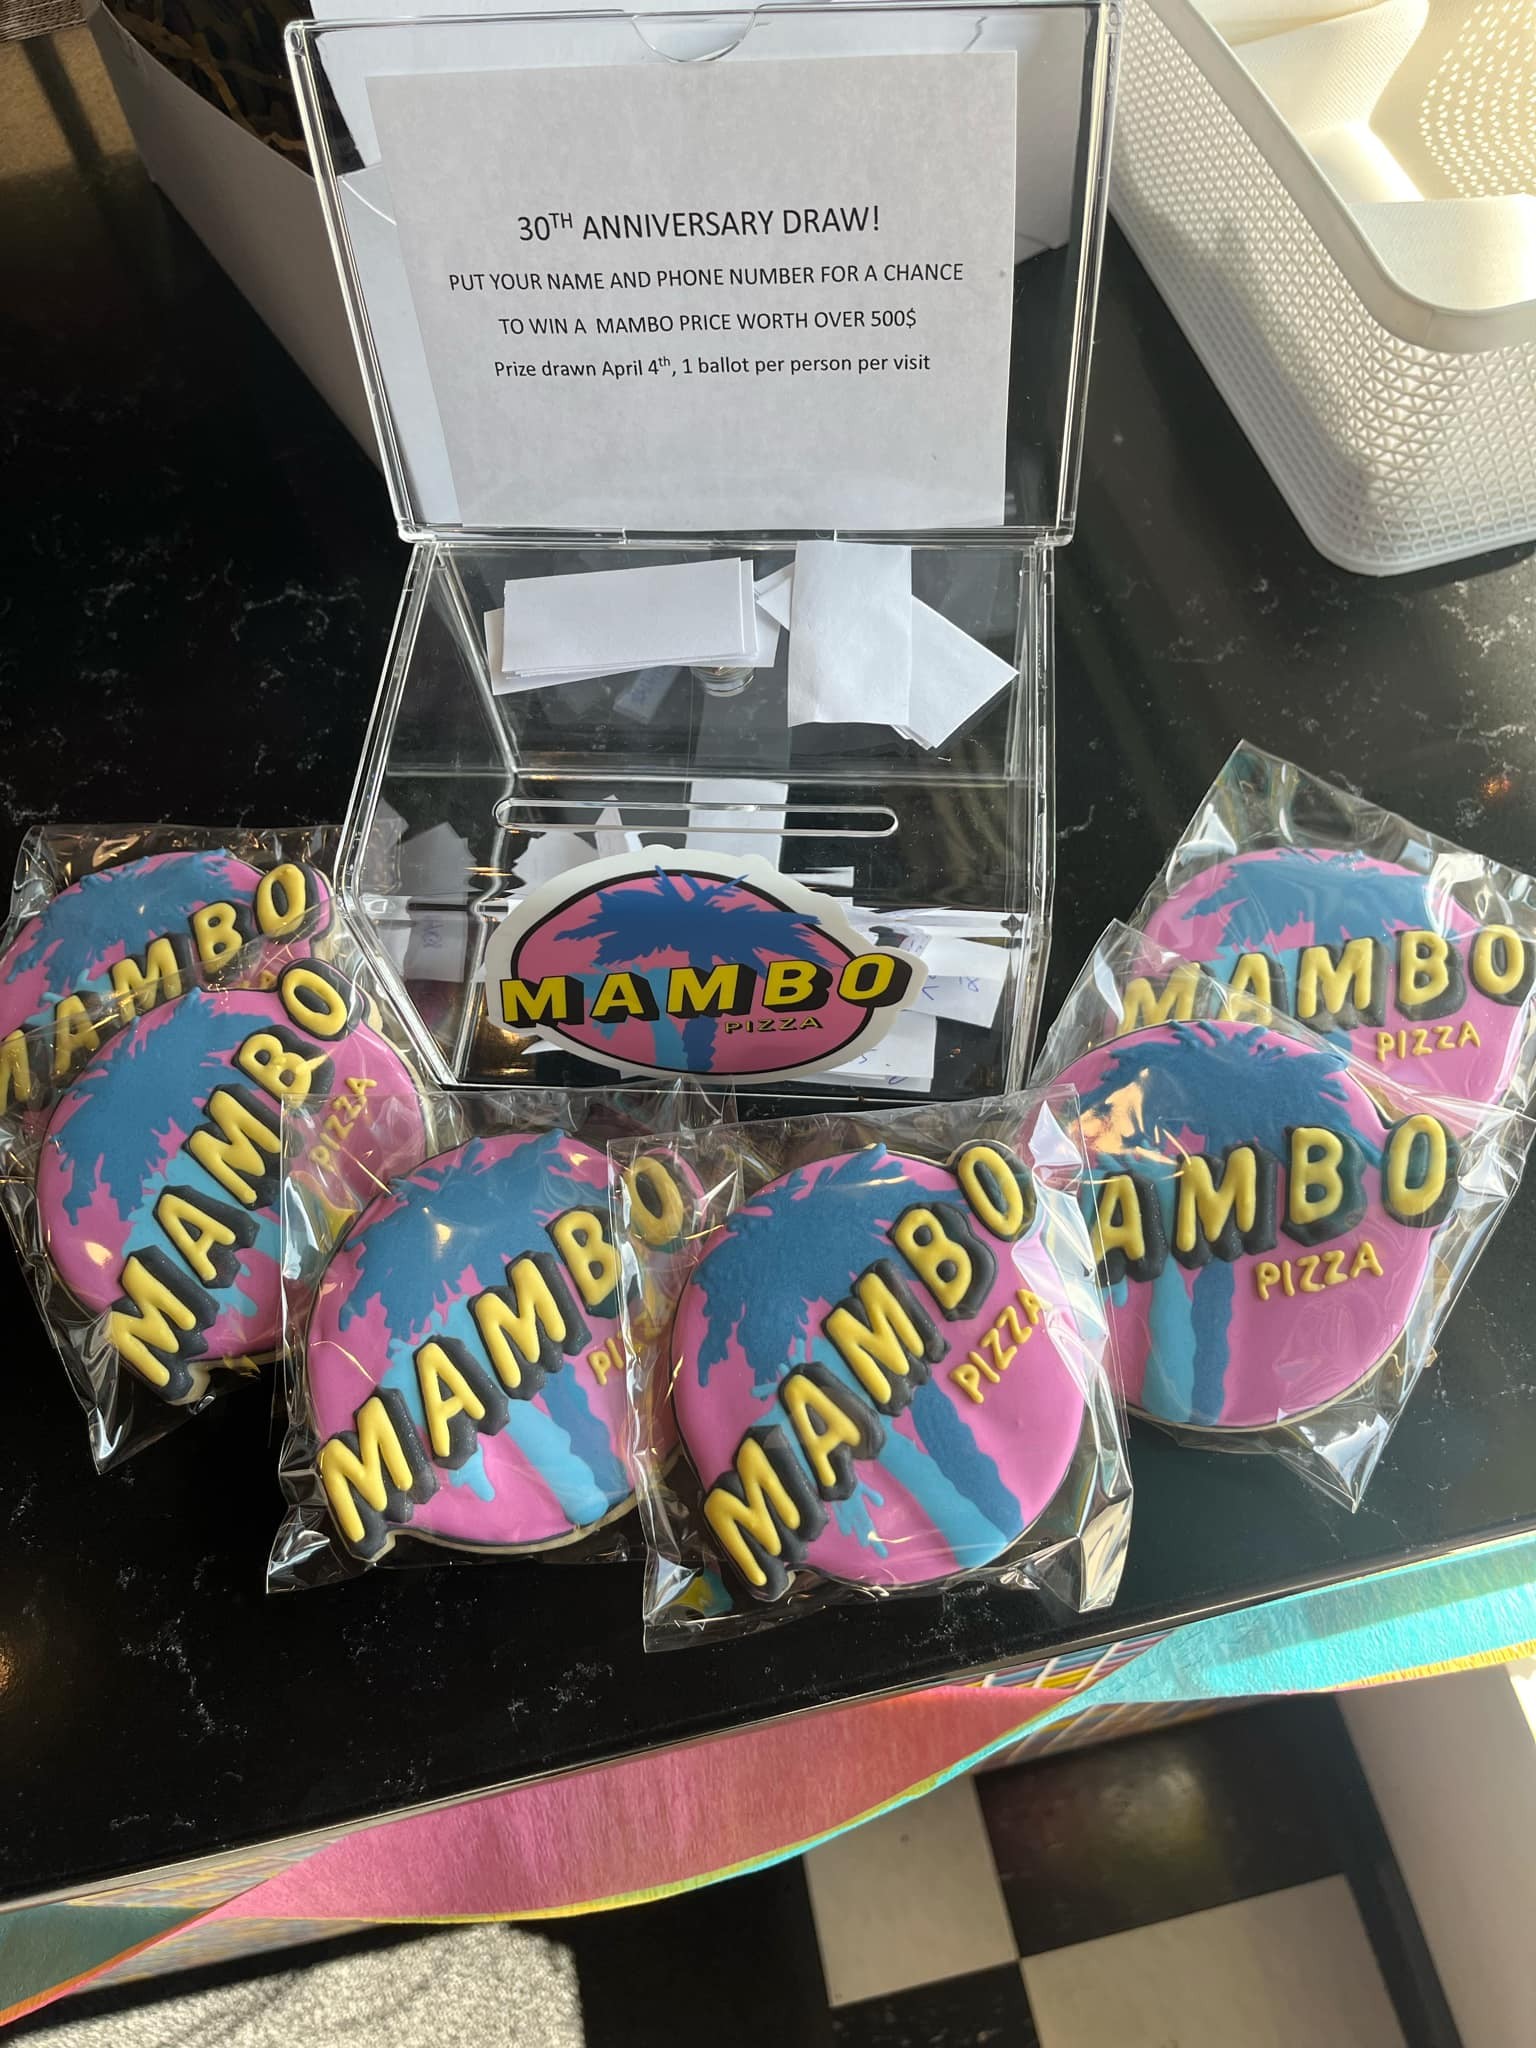 30TH ANNIVERSARY DRAW!
PUT YOUR NAME AND PHONE NUMBER FOR A CHANCE
TO WIN A MAMBO PRICE WORTH OVER 500$
Prize drawn April 4th, 1 ballot per person per visit
MAMBO
PIZZA
MAMBO
MAMBO
PIZZA
MAMBO
PIZZA
MAMBO
PIZZA
MAMBO
PIZZA
AMBO
PIZZA
MAMBO
PIZZA